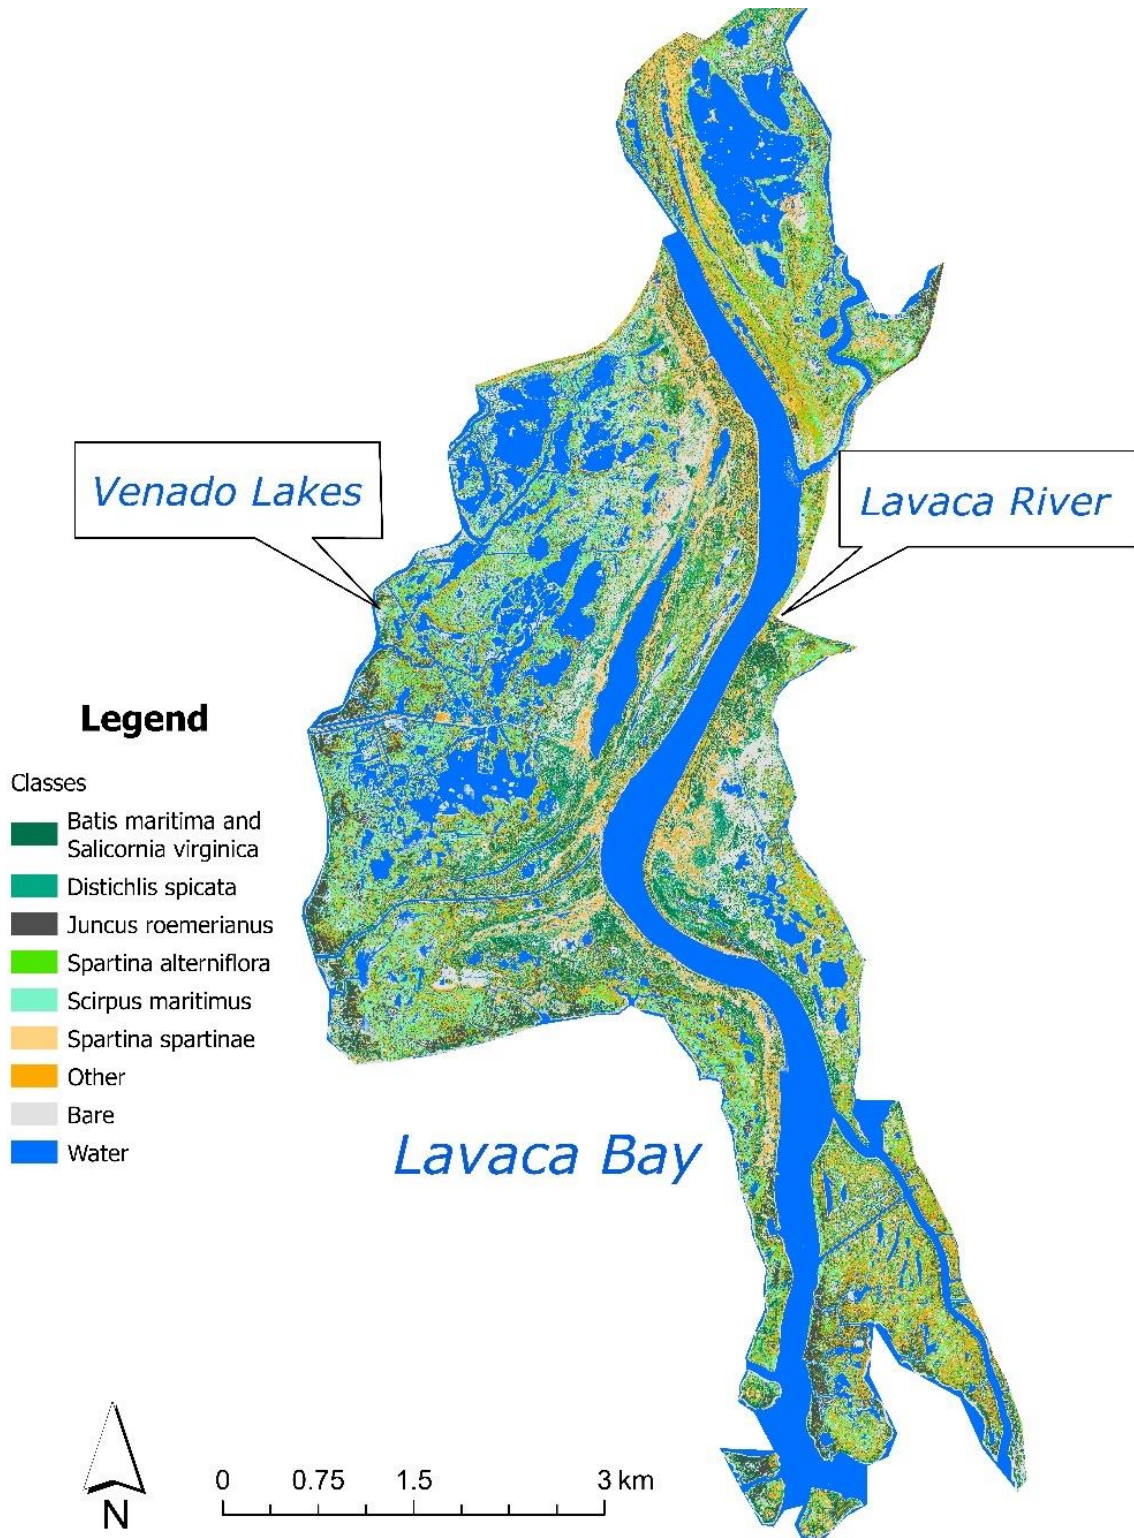 Venado Lakes
Lavaca River
Legend
Classes
Batis maritima and
Salicornia virginica
Distichlis spicata
Juncus roemerianus
Spartina alterniflora
Scirpus maritimus
Spartina spartinae
Other
Bare
Water
Lavaca Bay
N
0 0.75 1.5 3 km